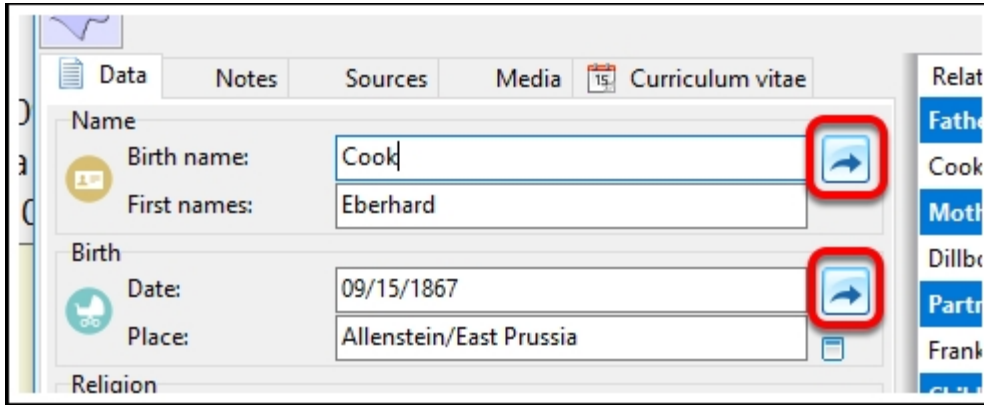 Data Notes Sources Media 15 Curriculum vitae
Name
Birth name: Cook
First names: Eberhard
Birth
Date: 09/15/1867
Place: Allenstein/East Prussia
Religion
Relat
Fathe
Cook
Moth
Dillbo
Partn
Frank